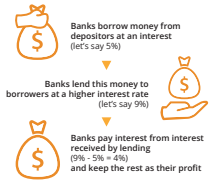 Banks borrow money from
depositors at an interest
(let's say 5%)
$
Banks lend this money to
borrowers at a higher interest rate
(let's say 9%)
$
Banks pay interest from interest
received by lending
(9% - 5% = 4%)
and keep the rest as their profit
$